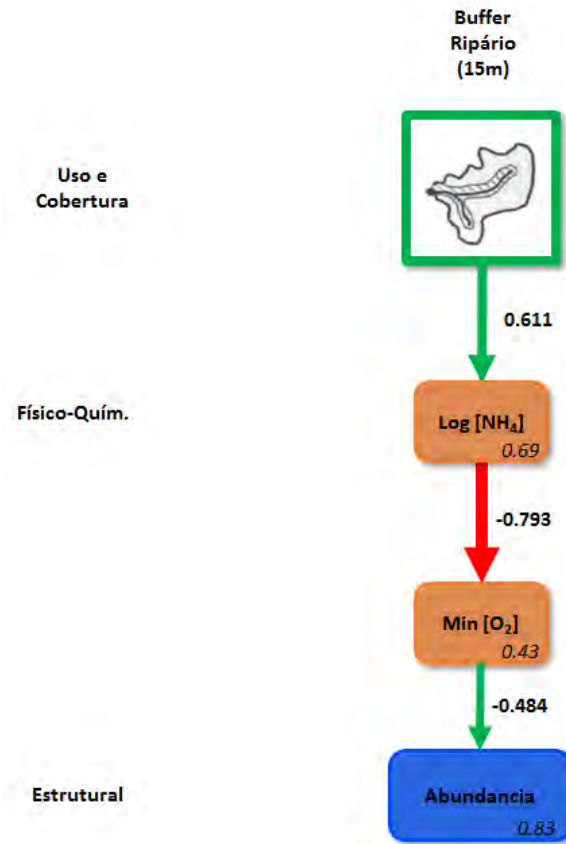 Buffer
Ripário
(15m)
Uso e
Cobertura
0.611
Físico-Quím.
Log [NH₄]
0.69
-0.793
Min [O₂]
0.43
-0.484
Estrutural
Abundancia
0.83